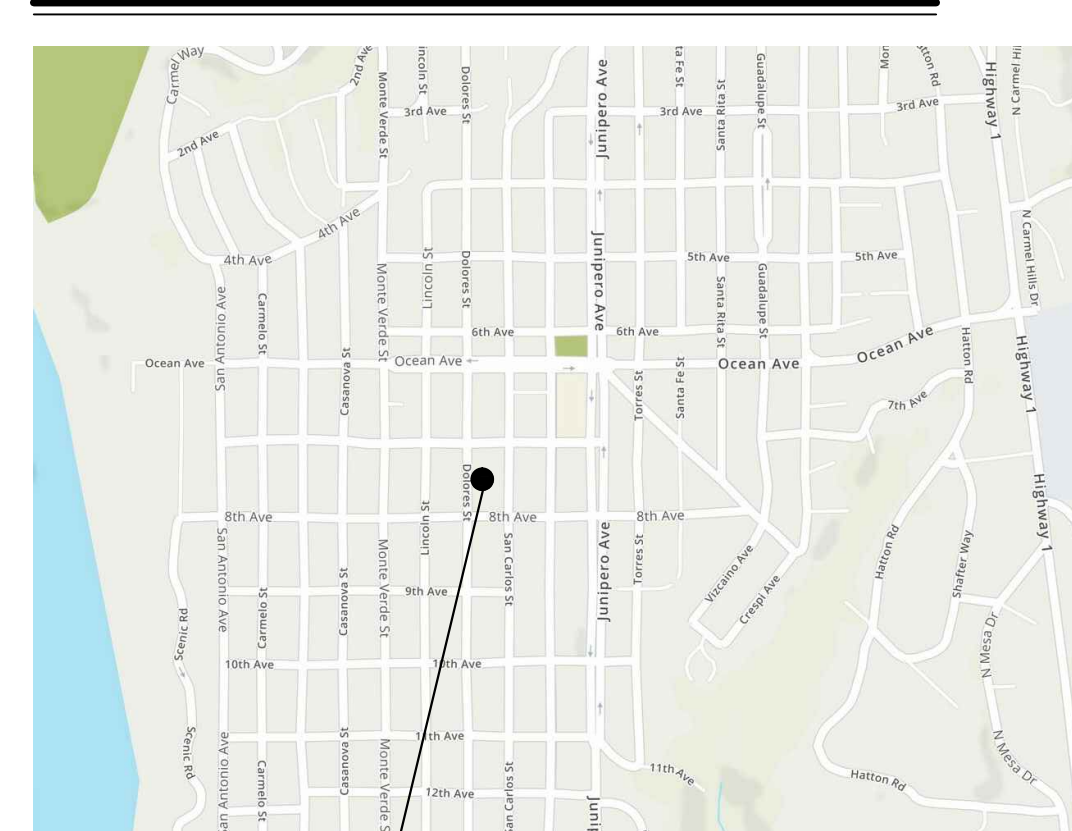 Carmel Way
2nd Ave
Lincoln St
Dolores St
Junipero Ave
ta Fe St
Santa Rita St
Guadalupe St
Mon
tton Rd
Highway 1
N Carmel Hi
Monte Verde St
3rd Ave
3rd Ave
3rd Ave
2nd Ave
4th Ave
4th Ave
N Carmel Hills Dr
Lincoln St
Dolores St
Junipero Ave
5th Ave
5th Ave
San Antonio Ave
Carmelo St
Monte Verde St
Santa Rita St
Guadalupe St
6th Ave
6th Ave
Ocean Ave
Ocean Ave
Ocean Ave
Ocean Ave
Hatton Rd
Highway 1
Casanova St
Torres St
Santa Fe St
7th Ave
Dolores St
Highway 1
8th Ave
8th Ave
8th Ave
Lincoln St
San Carlos St
Junipero Ave
Torres St
Vizcaino Ave
Crespi Ave
Hatton Rd
Shafter Way
San Antonio Ave
Carmelo St
Casanova St
Monte Verde St
9th Ave
Scenic Rd
N Mesa Dr
10th Ave
10th Ave
Scenic Rd
San Antonio Ave
Carmelo St
Casanova St
Monte Verde S
11th Ave
11th Ave
N Mesa Dr
Hatton Rd
12th Ave
San Carlos St
Juni